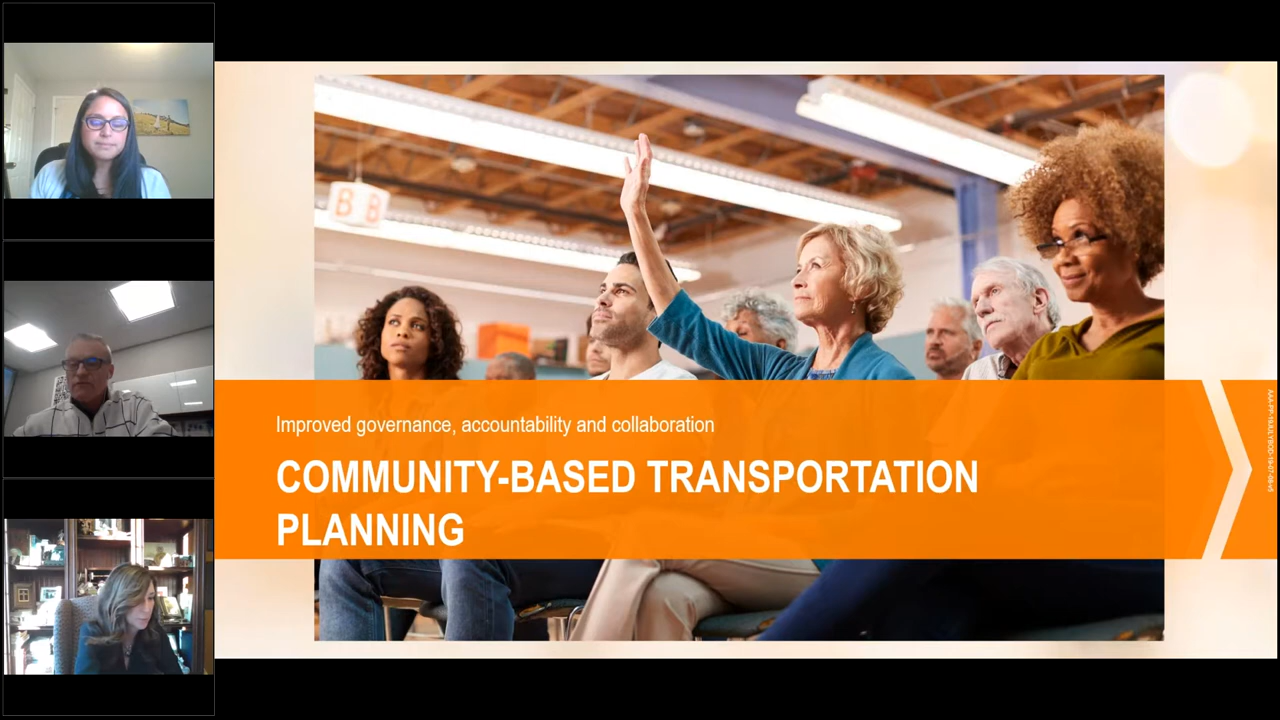 B B
Improved governance, accountability and collaboration
COMMUNITY-BASED TRANSPORTATION
PLANNING